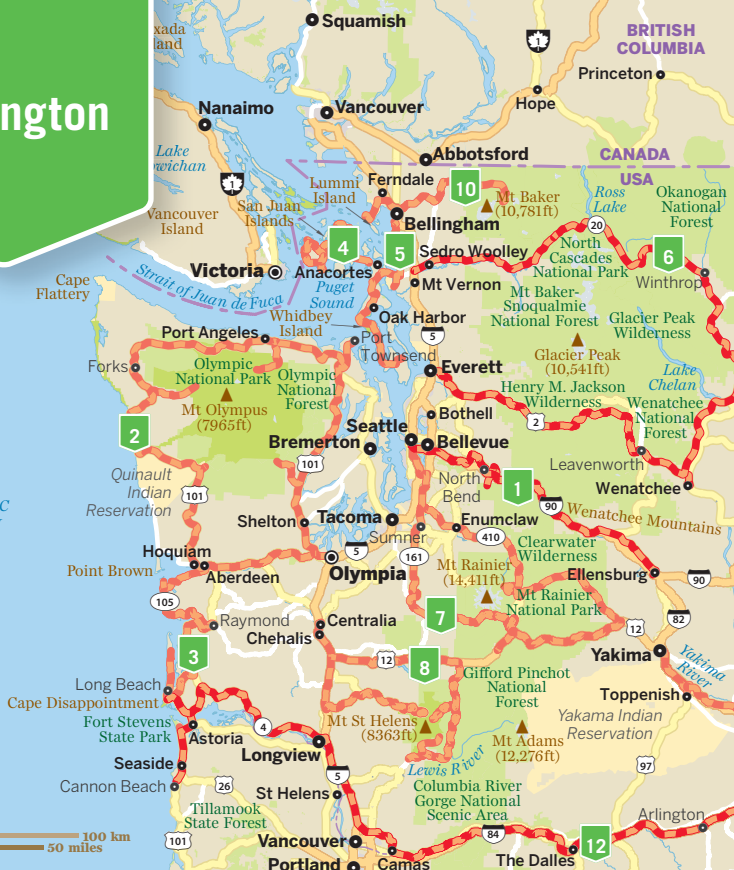 Squamish
BRITISH
COLUMBIA
1
Princeton
Hope
ngton
Nanaimo
Vancouver
Lake
Abbotsford
CANADA
USA
1
Ferndale
10
Lummi
Island
Mt Baker
(10,781ft)
Ross
Lake
Okanogan
National
Forest
Vancouver
Island
San Juan
Islands
Bellingham
20
4
5
Sedro Woolley
North
Cascades
National Park
6
Victoria
Anacortes
Winthrop
Cape
Flattery
Strait of Juan de Fuca
Puget
Sound
Mt Vernon
Mt Baker-
Snoqualmie
National Forest
Whidbey
Island
Oak Harbor
Glacier Peak
Wilderness
Port Angeles
Port
Townsend
5
Glacier Peak
(10,541ft)
Forks
Olympic
National Park
Olympic
National
Forest
Everett
Lake
Chelan
Mt Olympus
(7965ft)
Henry M. Jackson
Wilderness
Wenatchee
National
Forest
Bothell
2
2
Seattle
Bremerton
Bellevue
101
Leavenworth
Quinault
Indian
Reservation
101
North
Bend
1
Wenatchee
90
Wenatchee Mountains
Shelton
Tacoma
Enumclaw
Sumner
410
5
161
Clearwater
Wilderness
Hoquiam
Aberdeen
Olympia
Mt Rainier
(14,411ft)
Point Brown
Ellensburg
90
105
Mt Rainier
National Park
7
82
Raymond
Centralia
Chehalis
12
3
12
8
Yakima
Yakima
River
Gifford Pinchot
National
Forest
Long Beach
Cape Disappointment
Toppenish
Fort Stevens
State Park
Mt St Helens
(8363ft)
Yakama Indian
Reservation
Astoria
4
Mt Adams
(12,276ft)
Longview
Seaside
5
Lewis River
97
Cannon Beach
26
St Helens
Columbia River
Gorge National
Scenic Area
Tillamook
State Forest
Arlington
100 km
50 miles
101
84
12
Vancouver
The Dalles
Portland
Camas